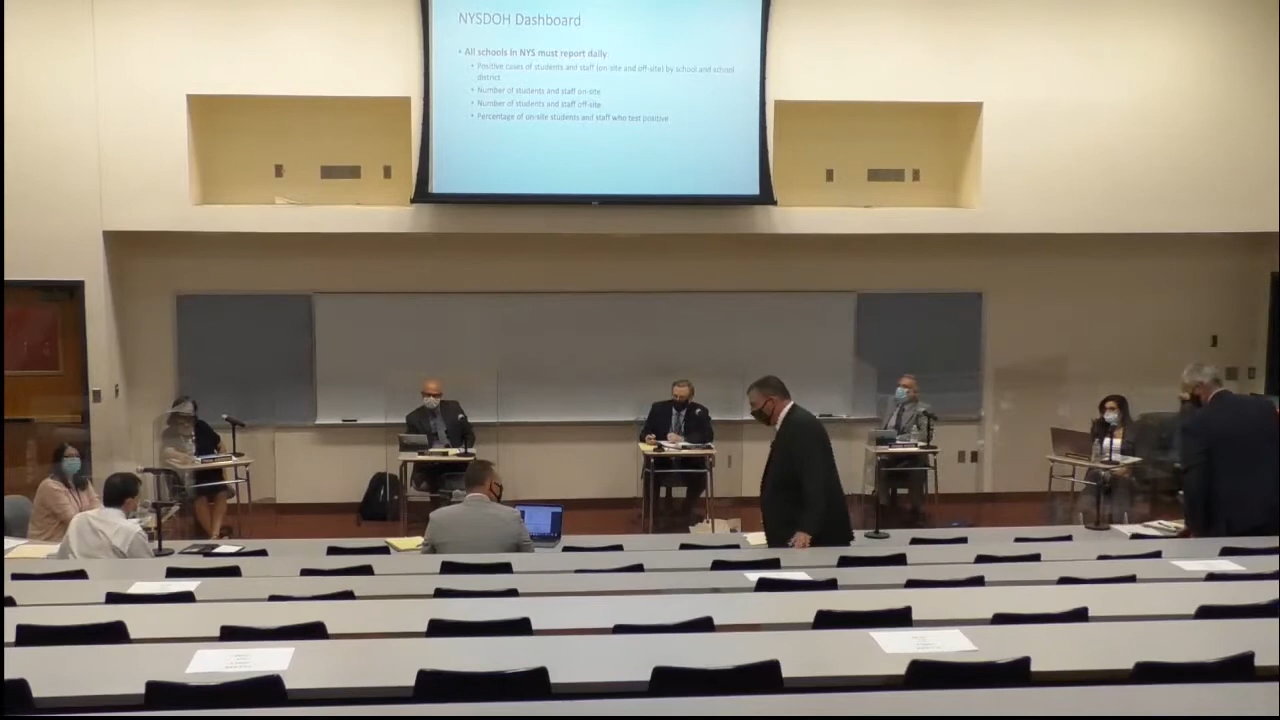 NYSDOH Dashboard
• All schools in NYS must report daily:
• Positive cases of students and staff (on-site and off-site) by school and school
district
• Number of students and staff on-site
• Number of students and staff off-site
• Percentage of on-site students and staff who test positive